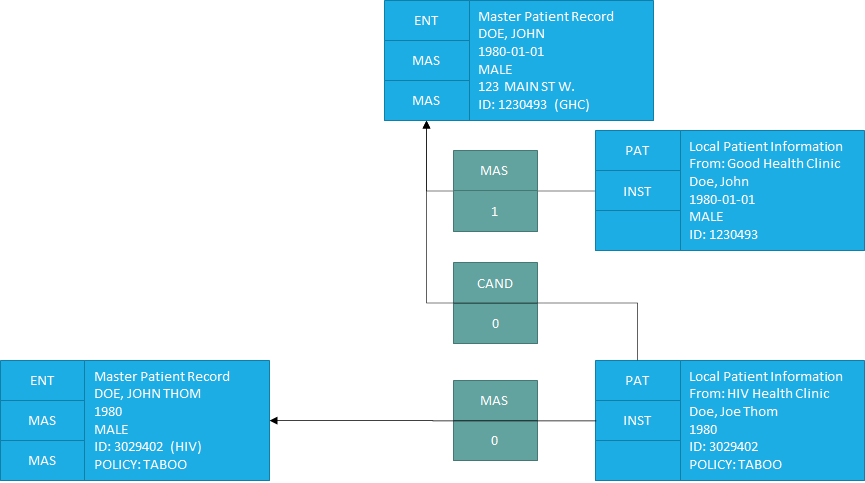 ENT
MAS
MAS
Master Patient Record
DOE, JOHN
1980-01-01
MALE
123 MAIN ST W.
ID: 1230493 (GHC)
MAS
1
PAT
INST
Local Patient Information
From: Good Health Clinic
Doe, John
1980-01-01
MALE
ID: 1230493
CAND
0
ENT
MAS
MAS
Master Patient Record
DOE, JOHN THOM
1980
MALE
ID: 3029402 (HIV)
POLICY: TABOO
MAS
0
PAT
INST
Local Patient Information
From: HIV Health Clinic
Doe, Joe Thom
1980
ID: 3029402
POLICY: TABOO